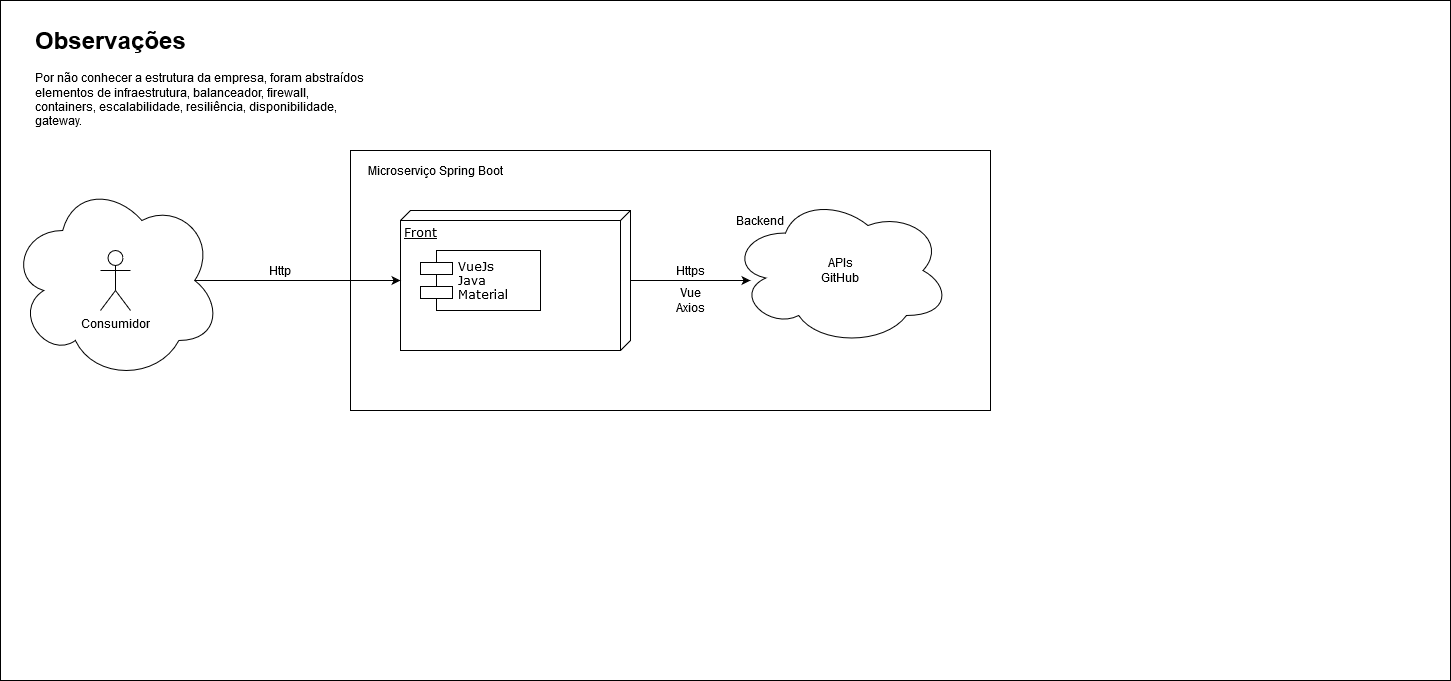 Observações
Por não conhecer a estrutura da empresa, foram abstraídos
elementos de infraestrutura, balanceador, firewall,
containers, escalabilidade, resiliência, disponibilidade,
gateway.
Microserviço Spring Boot
Consumidor
Http
Front
VueJs
Java
Material
Https
Vue
Axios
Backend
APIs
GitHub